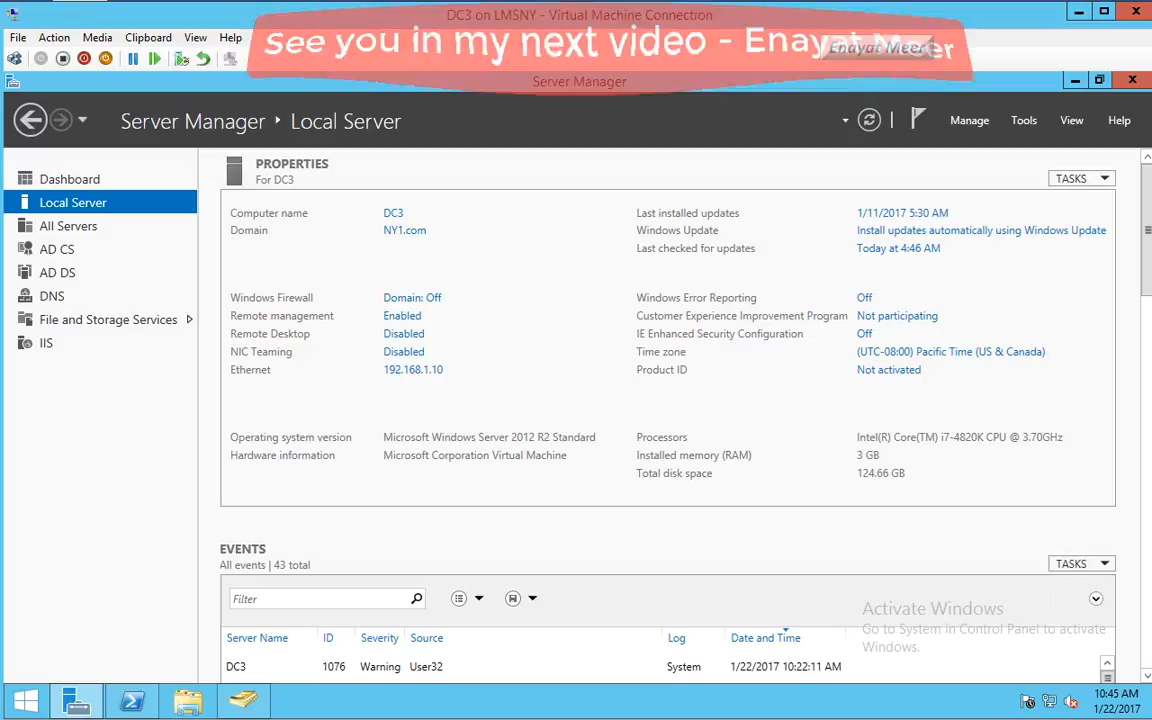 DC3 on LMSNY - Virtual Machine Connection
File Action Media Clipboard View Help
see you in my next video - Enayat Meer
Enayat Meer
Server Manager
Server Manager Local Server
Manage Tools View Help
Dashboard
Local Server
All Servers
AD CS
AD DS
DNS
File and Storage Services
IIS
PROPERTIES
For DC3
TASKS
Computer name DC3
Domain NY1.com
Last installed updates 1/11/2017 5:30 AM
Windows Update Install updates automatically using Windows Update
Last checked for updates Today at 4:46 AM
Windows Firewall Domain: Off
Remote management Enabled
Remote Desktop Disabled
NIC Teaming Disabled
Ethernet 192.168.1.10
Windows Error Reporting Off
Customer Experience Improvement Program Not participating
IE Enhanced Security Configuration Off
Time zone (UTC-08:00) Pacific Time (US & Canada)
Product ID Not activated
Operating system version Microsoft Windows Server 2012 R2 Standard
Hardware information Microsoft Corporation Virtual Machine
Processors Intel(R) Core(TM) i7-4820K CPU @ 3.70GHz
Installed memory (RAM) 3 GB
Total disk space 124.66 GB
EVENTS
All events | 43 total
TASKS
Filter
Server Name ID Severity Source Log Date and Time
DC3 1076 Warning User32 System 1/22/2017 10:22:11 AM
Activate Windows
Go to System in Control Panel to activate
Windows.
10:45 AM
1/22/2017